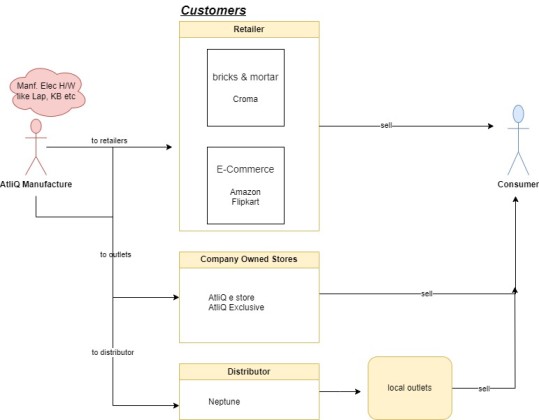 Customers
Retailer
Manf. Elec H/W
like Lap, KB etc
bricks & mortar
Croma
to retailers
sell
AtliQ Manufacture
Consumer
E-Commerce
Amazon
Flipkart
to outlets
Company Owned Stores
AtliQ e store
AtliQ Exclusive
sell
to distributor
Distributor
Neptune
local outlets
sell